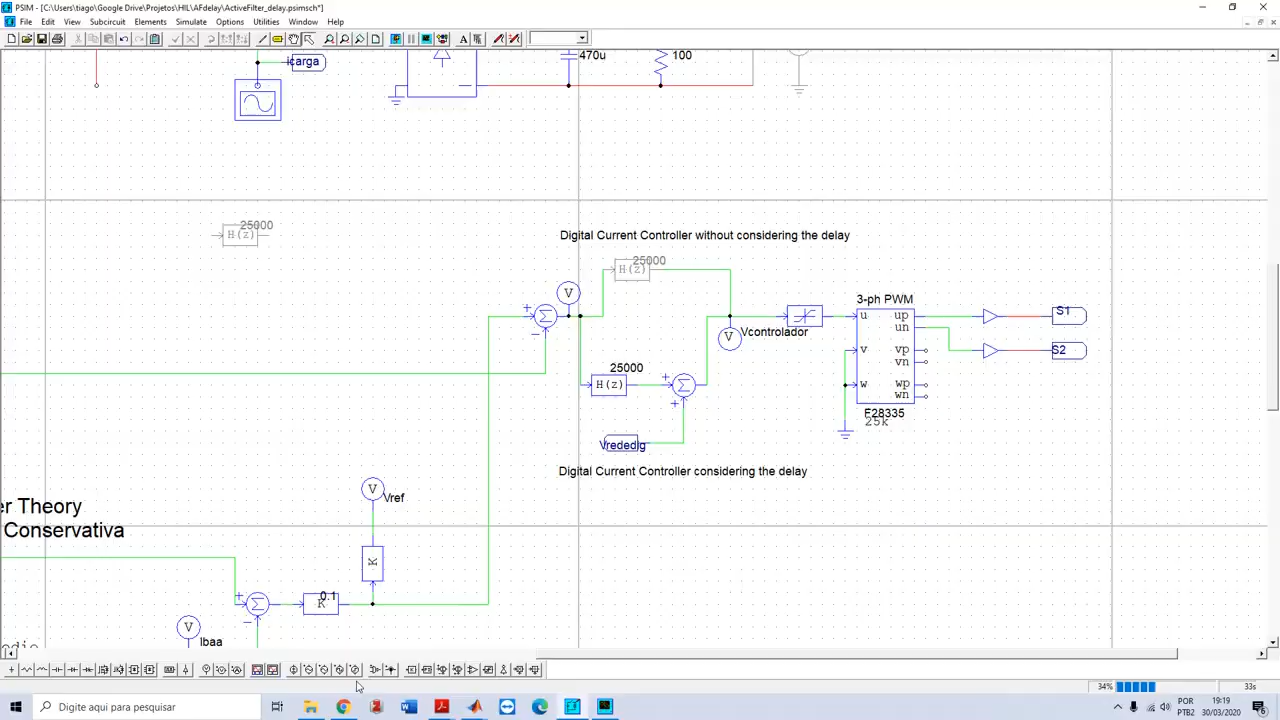 PSIM - [C:\Users\tiago\Google Drive\Projetos\HIL\AFdelay\ActiveFilter_delay.psimsch*]
File Edit View Subcircuit Elements Simulate Options Utilities Window Help
icarga
470u
100
25000
H(z)
Digital Current Controller without considering the delay
25000
H(z)
V
+
Σ
−
V
Vcontrolador
3-ph PWM
u up
un
v vp
vn
w wp
wn
F28335
25k
S1
S2
25000
H(z)
+
Σ
+
Vrededig
Digital Current Controller considering the delay
er Theory
Conservativa
V
Vref
K
0.1
K
+
Σ
−
V
Ibaa
34%
33s
Digite aqui para pesquisar
POR
PTB2
19:19
30/03/2020